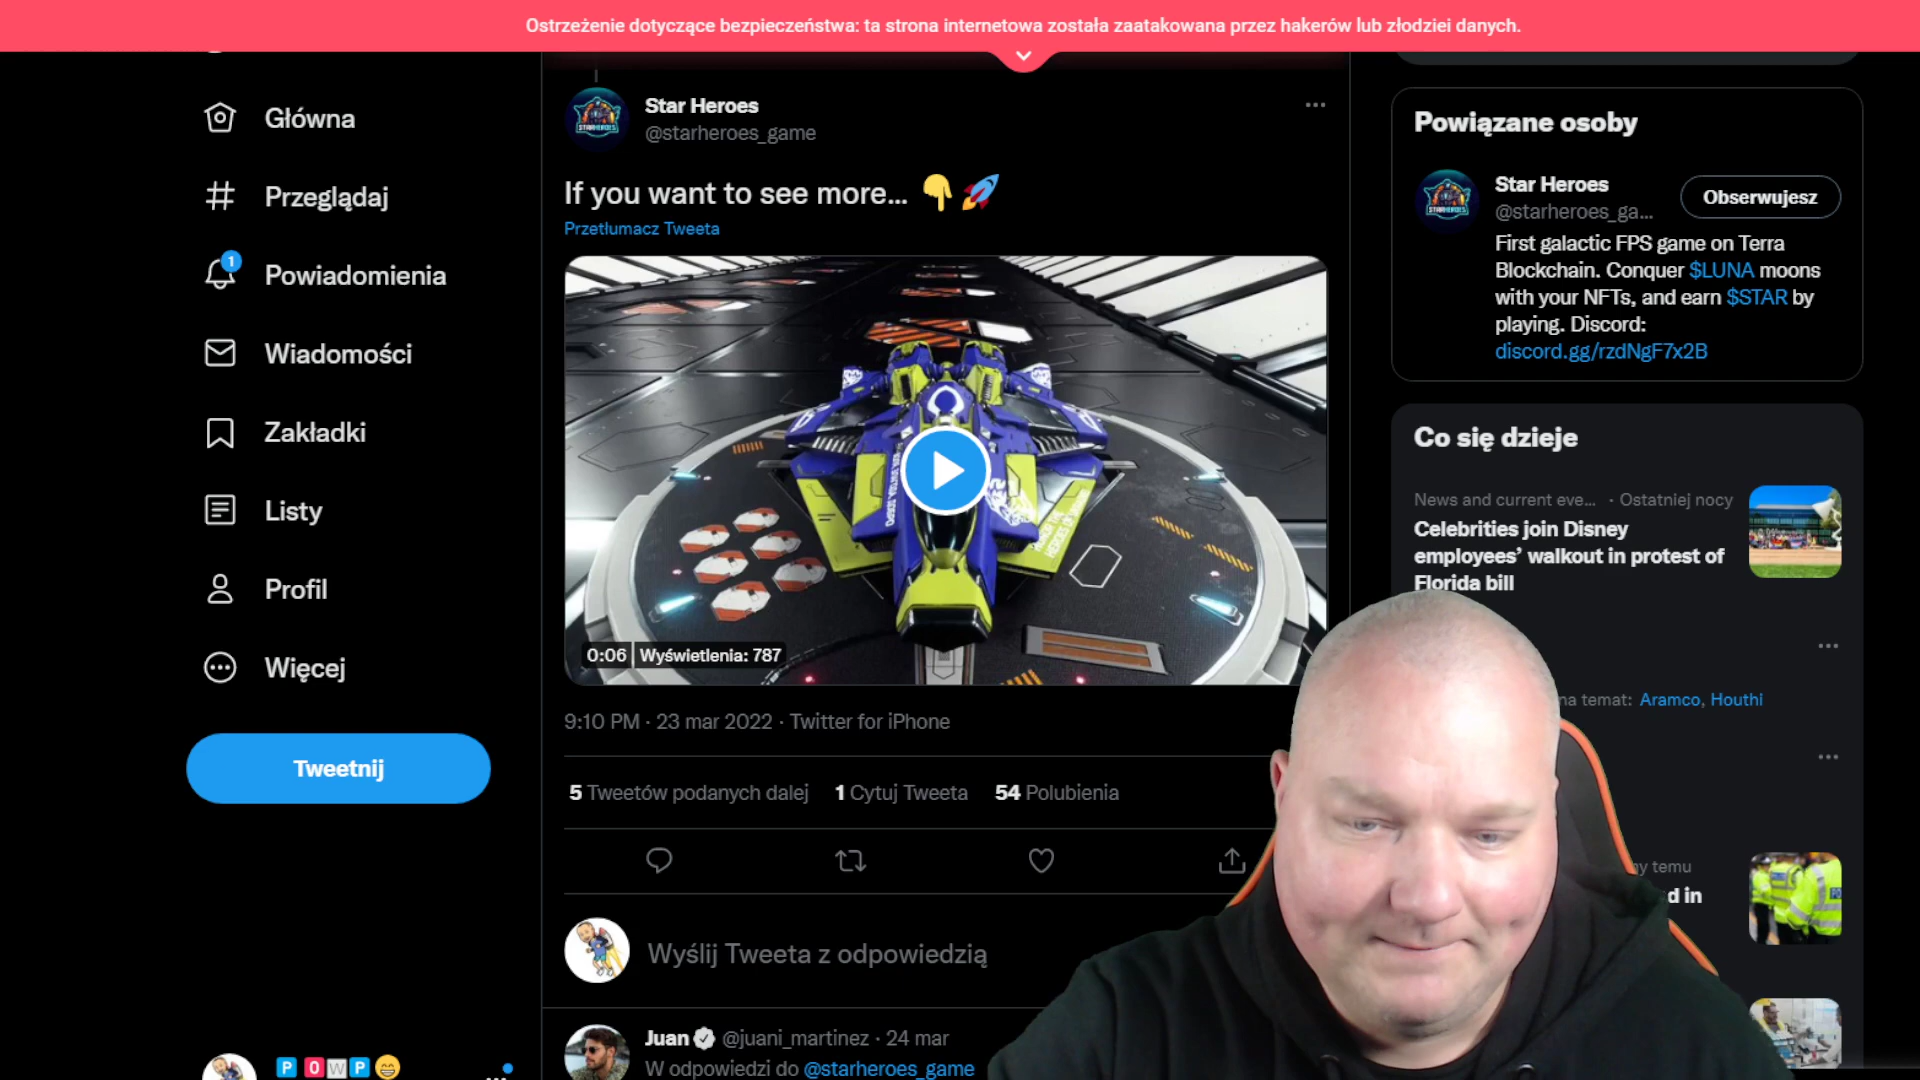 Ostrzeżenie dotyczące bezpieczeństwa: ta strona internetowa została zaatakowana przez hakerów lub złodziei danych.
Główna
Przeglądaj
1
Powiadomienia
Wiadomości
Zakładki
Listy
Profil
Więcej
Tweetnij
P O W P
Star Heroes
@starheroes_game
If you want to see more...
Przetłumacz Tweeta
0:06 Wyświetlenia: 787
9:10 PM · 23 mar 2022 · Twitter for iPhone
5 Tweetów podanych dalej 1 Cytuj Tweeta 54 Polubienia
Wyślij Tweeta z odpowiedzią
Juan @juani_martinez · 24 mar
W odpowiedzi do @starheroes_game
Powiązane osoby
Star Heroes
@starheroes_ga...
Obserwujesz
First galactic FPS game on Terra
Blockchain. Conquer $LUNA moons
with your NFTs, and earn $STAR by
playing. Discord:
discord.gg/rzdNgF7x2B
Co się dzieje
News and current eve... · Ostatniej nocy
Celebrities join Disney
employees' walkout in protest of
Florida bill
na temat: Aramco, Houthi
temu
d in